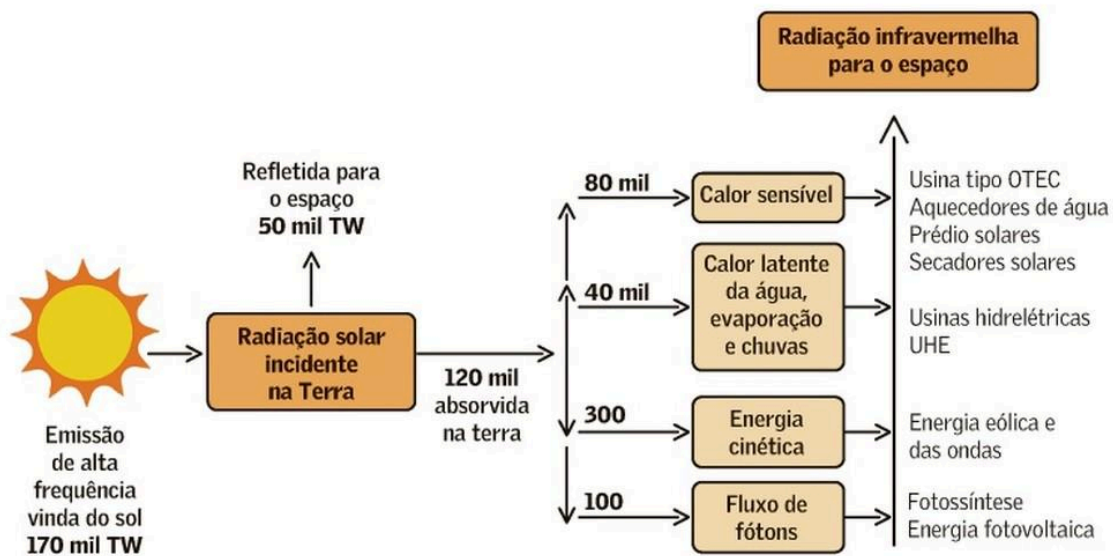 Radiação infravermelha
para o espaço
Refletida para
o espaço
50 mil TW
Emissão
de alta
frequência
vinda do sol
170 mil TW
Radiação solar
incidente
na Terra
120 mil
absorvida
na terra
80 mil
Calor sensível
Usina tipo OTEC
Aquecedores de água
Prédio solares
Secadores solares
40 mil
Calor latente
da água,
evaporação
e chuvas
Usinas hidrelétricas
UHE
300
Energia
cinética
Energia eólica e
das ondas
100
Fluxo de
fótons
Fotossíntese
Energia fotovoltaica